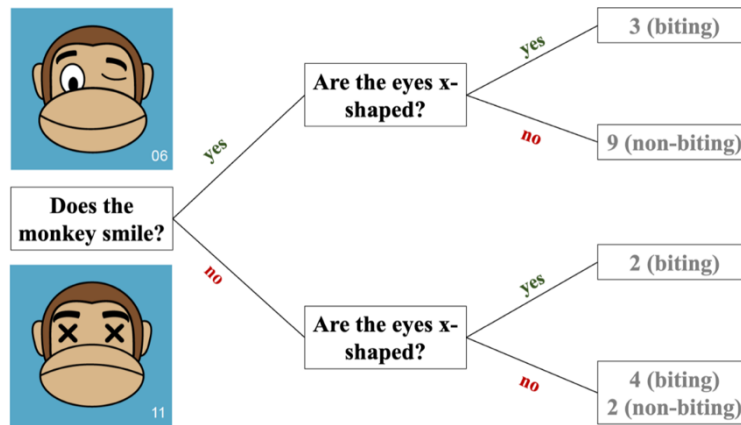 06
Does the
monkey smile?
11
yes
no
Are the eyes x-
shaped?
yes
no
3 (biting)
9 (non-biting)
Are the eyes x-
shaped?
yes
no
2 (biting)
4 (biting)
2 (non-biting)